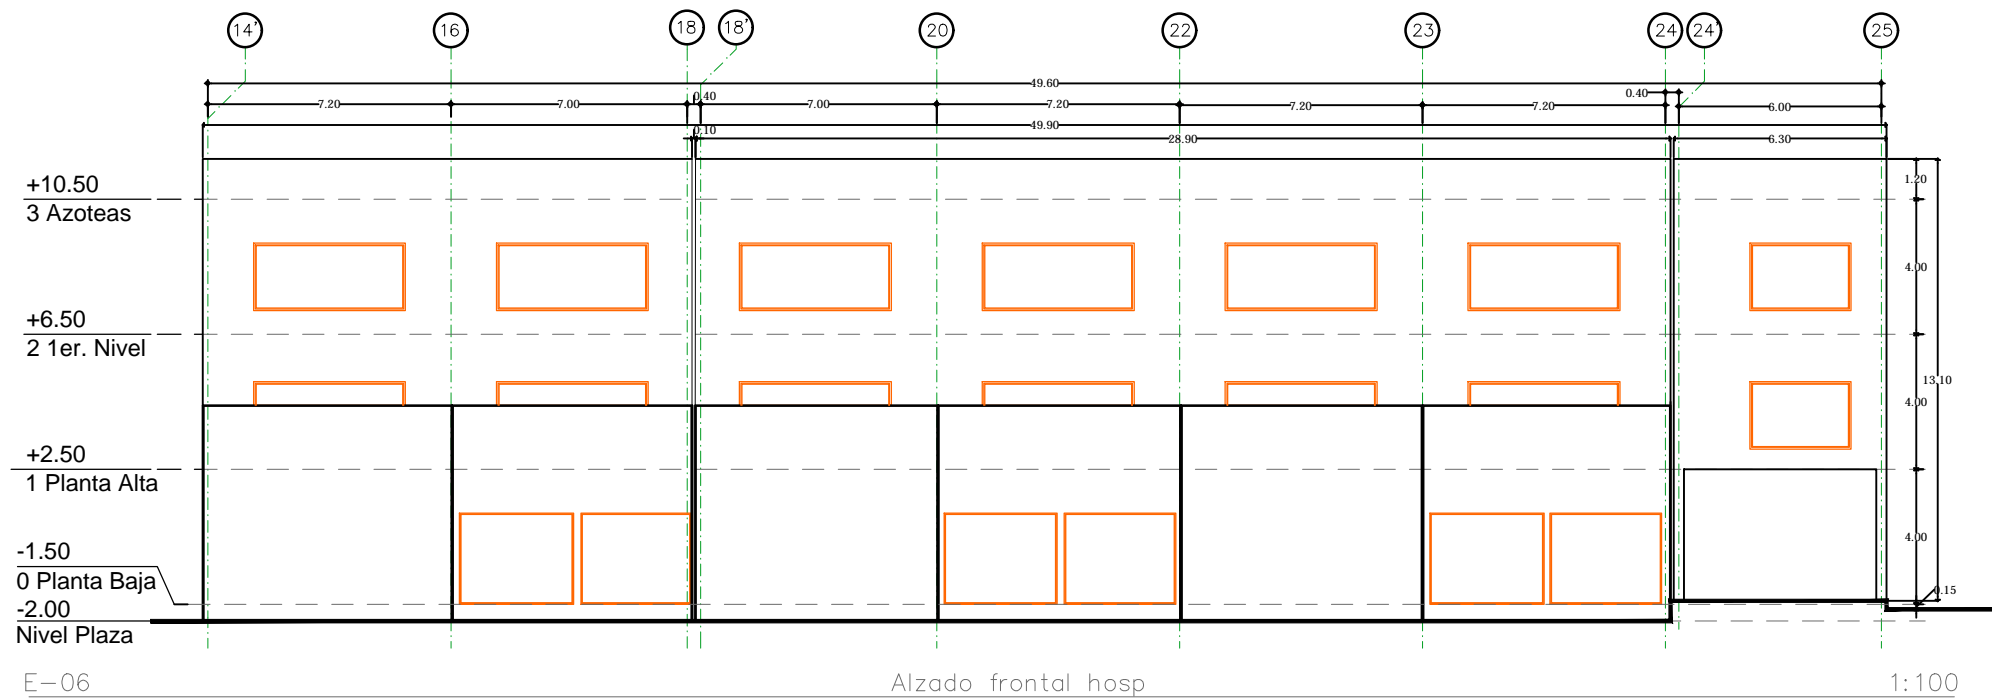 14' 16 18 18' 20 22 23 24 24' 25
49.60
7.20 7.00 0.40 7.00 7.20 7.20 7.20 0.40 6.00
49.90
0.10 28.90 6.30
+10.50
3 Azoteas
1.20
4.00
+6.50
2 1er. Nivel
13.10
4.00
+2.50
1 Planta Alta
4.00
-1.50
0 Planta Baja
0.15
-2.00
Nivel Plaza
E-06 Alzado frontal hosp 1:100